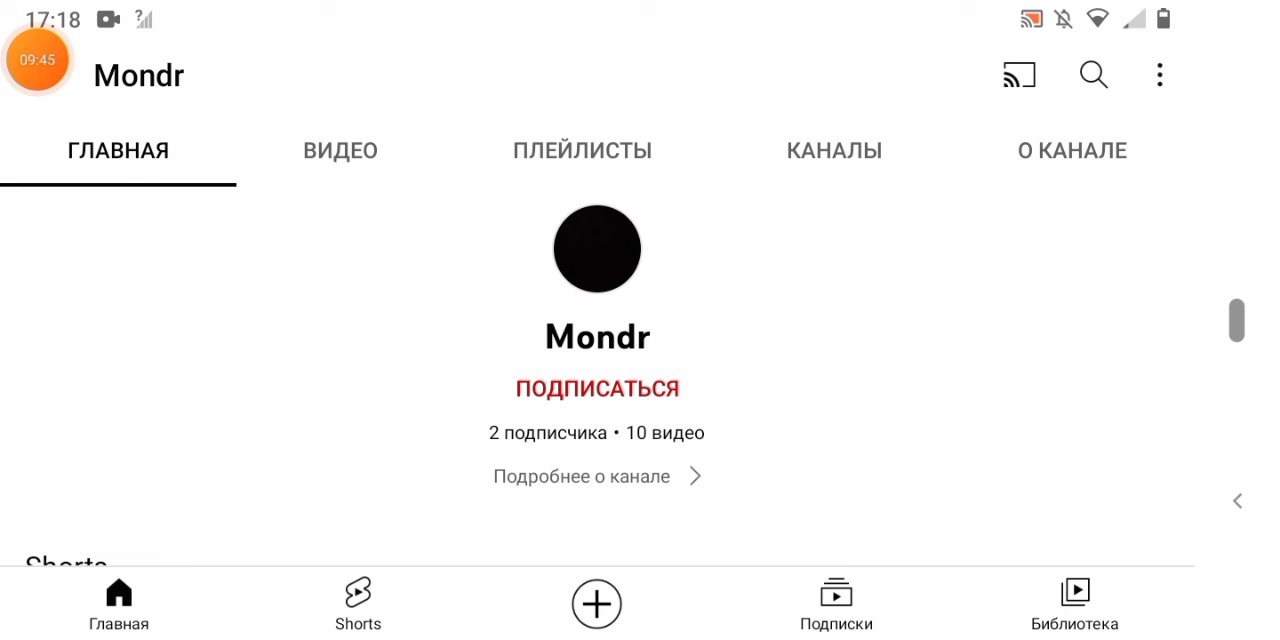 17:18
09:45
Mondr
ГЛАВНАЯ ВИДЕО ПЛЕЙЛИСТЫ КАНАЛЫ О КАНАЛЕ
Mondr
ПОДПИСАТЬСЯ
2 подписчика • 10 видео
Подробнее о канале
Shorts
Главная Shorts Подписки Библиотека